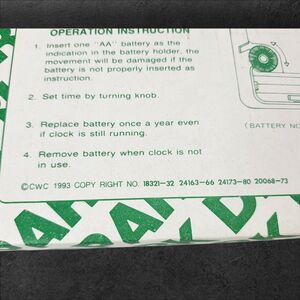 OPERATION INSTRUCTION
1. Insert one "AA" battery as the
indication in the battery holder, the
movement will be damaged if the
battery is not properly inserted as
instruction.
2. Set time by turning knob.
3. Replace battery once a year even
if clock is still running.
4. Remove battery when clock is not
in use.
(BATTERY NO
©CWC 1993 COPY RIGHT NO. 18321-32 24163-66 24173-80 20068-73